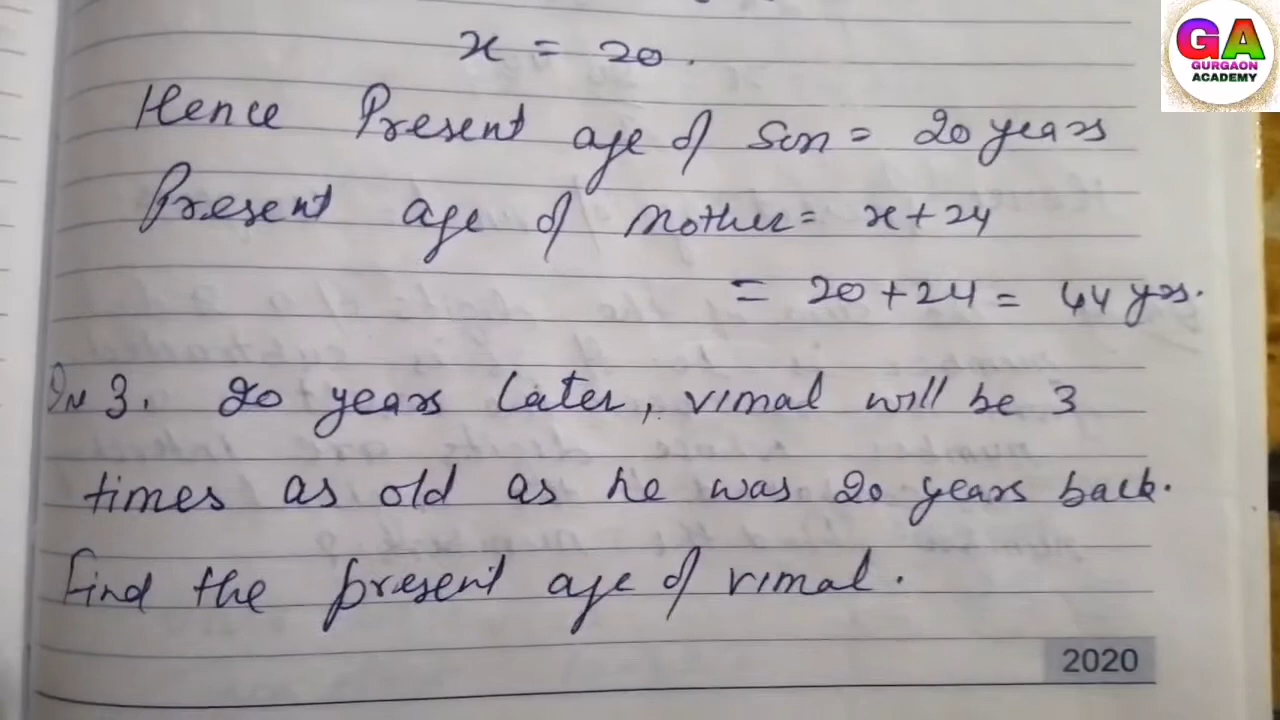 x = 20.
GA
GURGAON
ACADEMY
Hence Present age of Son = 20 years
Present age of Mother = x+24
= 20+24 = 44 yrs.
Qn 3. 20 years later, vimal will be 3
times as old as he was 20 years back.
Find the present age of vimal.
2020